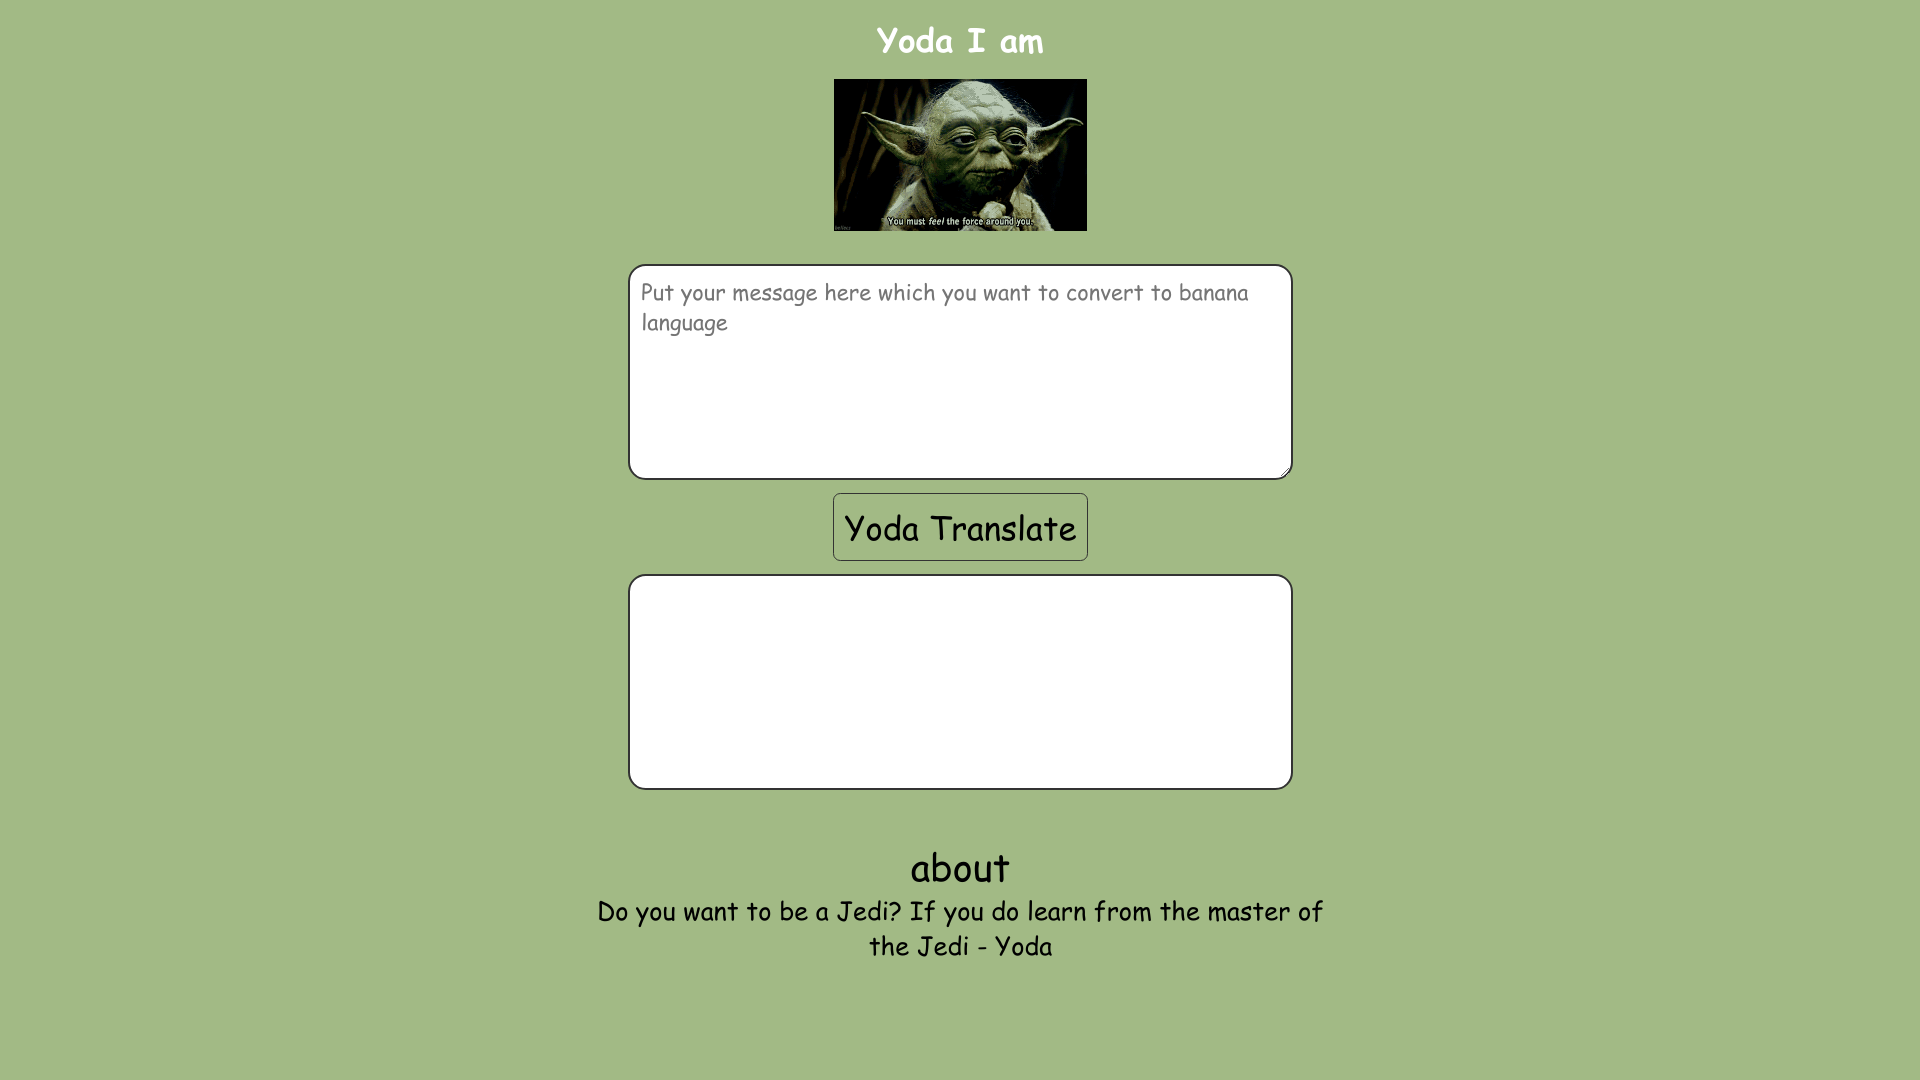 Yoda I am
You must feel the force around you.
Put your message here which you want to convert to banana
language
Yoda Translate
about
Do you want to be a Jedi? If you do learn from the master of
the Jedi - Yoda